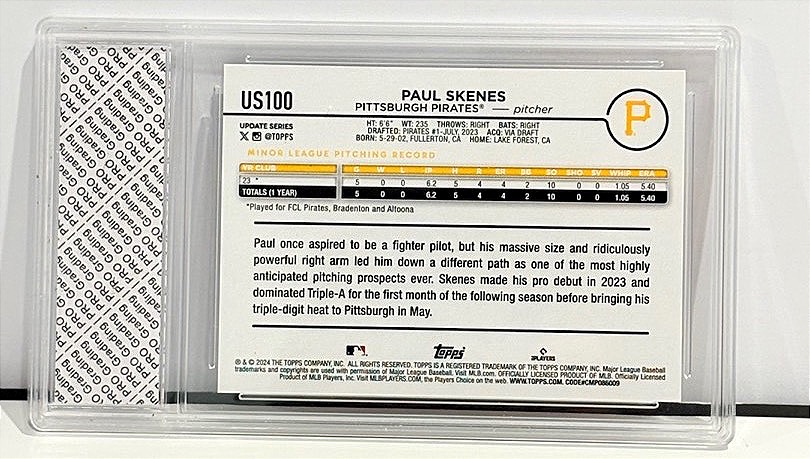 PRO Grading
US100
PAUL SKENES
PITTSBURGH PIRATES® — pitcher
P
UPDATE SERIES
@TOPPS
HT: 6'6" WT: 235 THROWS: RIGHT BATS: RIGHT
DRAFTED: PIRATES #1-JULY, 2023 ACQ: VIA DRAFT
BORN: 5-29-02, FULLERTON, CA HOME: LAKE FOREST, CA
MINOR LEAGUE PITCHING RECORD
YR CLUB G W L IP H R ER BB SO SHO SV WHIP ERA
23 * 5 0 0 6.2 5 4 4 2 10 0 0 1.05 5.40
TOTALS (1 YEAR) 5 0 0 6.2 5 4 4 2 10 0 0 1.05 5.40
*Played for FCL Pirates, Bradenton and Altoona
Paul once aspired to be a fighter pilot, but his massive size and ridiculously
powerful right arm led him down a different path as one of the most highly
anticipated pitching prospects ever. Skenes made his pro debut in 2023 and
dominated Triple-A for the first month of the following season before bringing his
triple-digit heat to Pittsburgh in May.
topps
PLAYERS
® & © 2024 THE TOPPS COMPANY, INC. ALL RIGHTS RESERVED. TOPPS IS A REGISTERED TRADEMARK OF THE TOPPS COMPANY, INC. Major League Baseball
trademarks and copyrights are used with permission of Major League Baseball. Visit MLB.com. OFFICIALLY LICENSED PRODUCT OF MLB. Officially Licensed
Product of MLB Players, Inc. Visit MLBPLAYERS.COM, the Players Choice on the web. WWW.TOPPS.COM. CODE#CMP086009